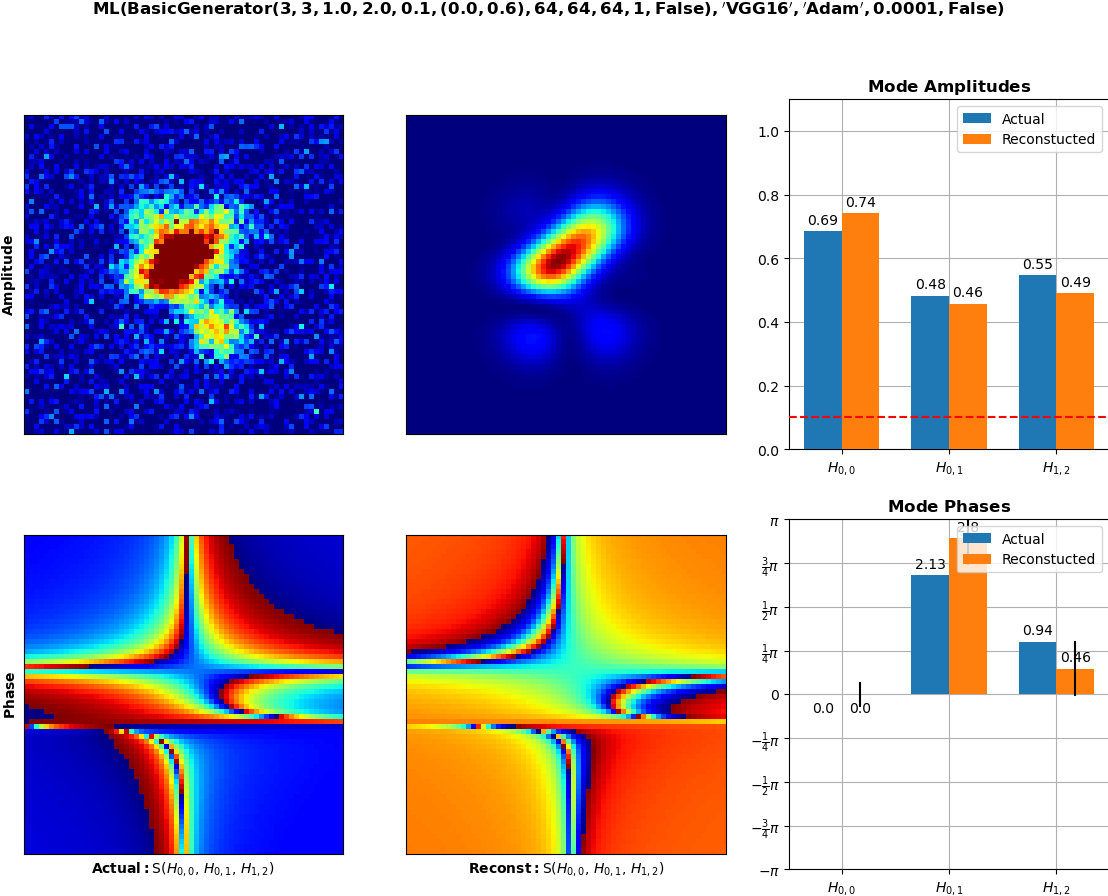 ML(BasicGenerator(3, 3, 1.0, 2.0, 0.1, (0.0, 0.6), 64, 64, 64, 1, False), ′VGG16′, ′Adam′, 0.0001, False)
Amplitude
Mode Amplitudes
Actual
Reconstucted
1.0
0.8
0.6
0.4
0.2
0.0
0.69
0.74
0.48
0.46
0.55
0.49
H0,0
H0,1
H1,2
Phase
Actual: S(H0,0, H0,1, H1,2)
Reconst: S(H0,0, H0,1, H1,2)
Mode Phases
Actual
Reconstucted
π
3/4π
1/2π
1/4π
0
−1/4π
−1/2π
−3/4π
−π
0.0
0.0
2.13
2.8
0.94
0.46
H0,0
H0,1
H1,2